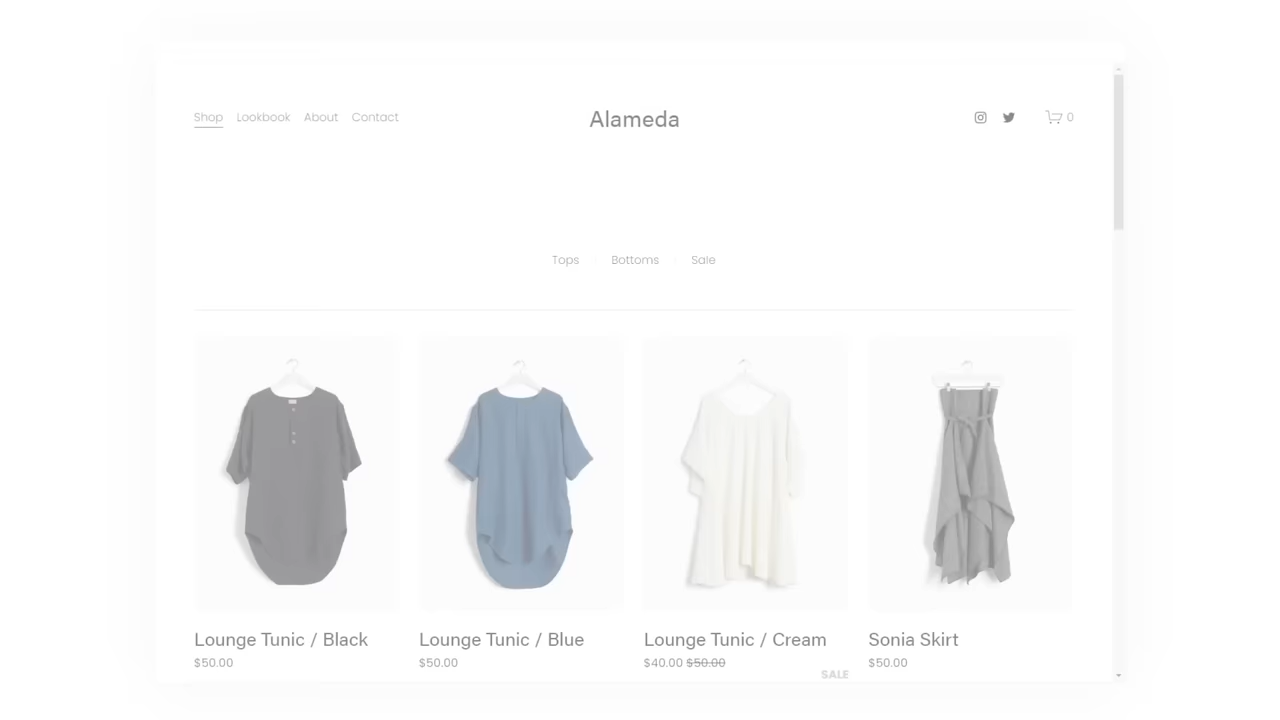 Shop Lookbook About Contact
Alameda
0
Tops Bottoms Sale
Lounge Tunic / Black
$50.00
Lounge Tunic / Blue
$50.00
Lounge Tunic / Cream
$40.00 $50.00
SALE
Sonia Skirt
$50.00